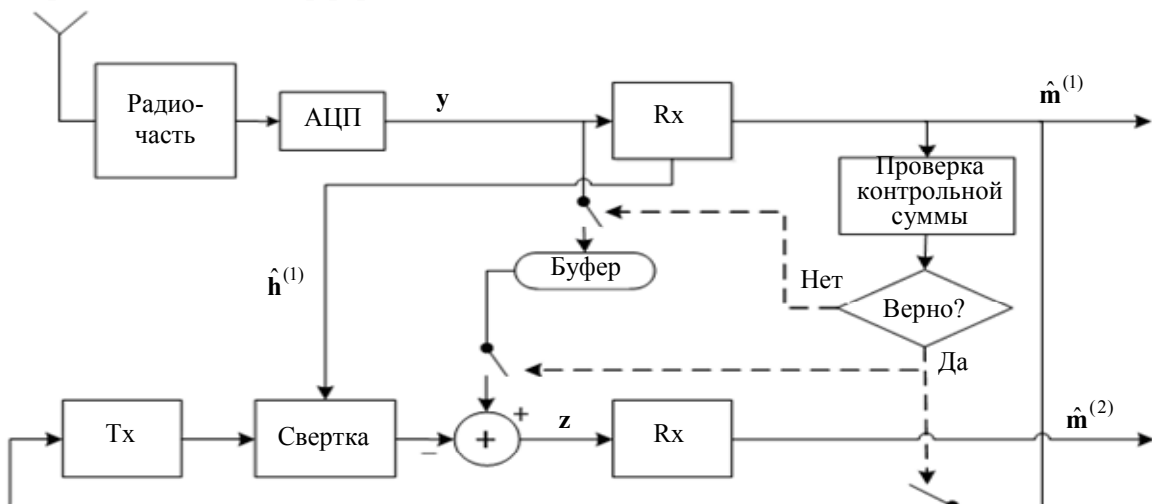 Радио-
часть
АЦП
y
Rx
m̂⁽¹⁾
Проверка
контрольной
суммы
ĥ⁽¹⁾
Буфер
Нет
Верно?
Да
Tx
Свертка
+
+
−
z
Rx
m̂⁽²⁾